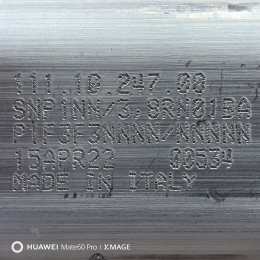 111.10.247.00
SNP1NN/3,8RN01BA
P1F3F3NNNN/NNNNN
15APR22 00534
MADE IN ITALY
HUAWEI Mate60 Pro | XMAGE